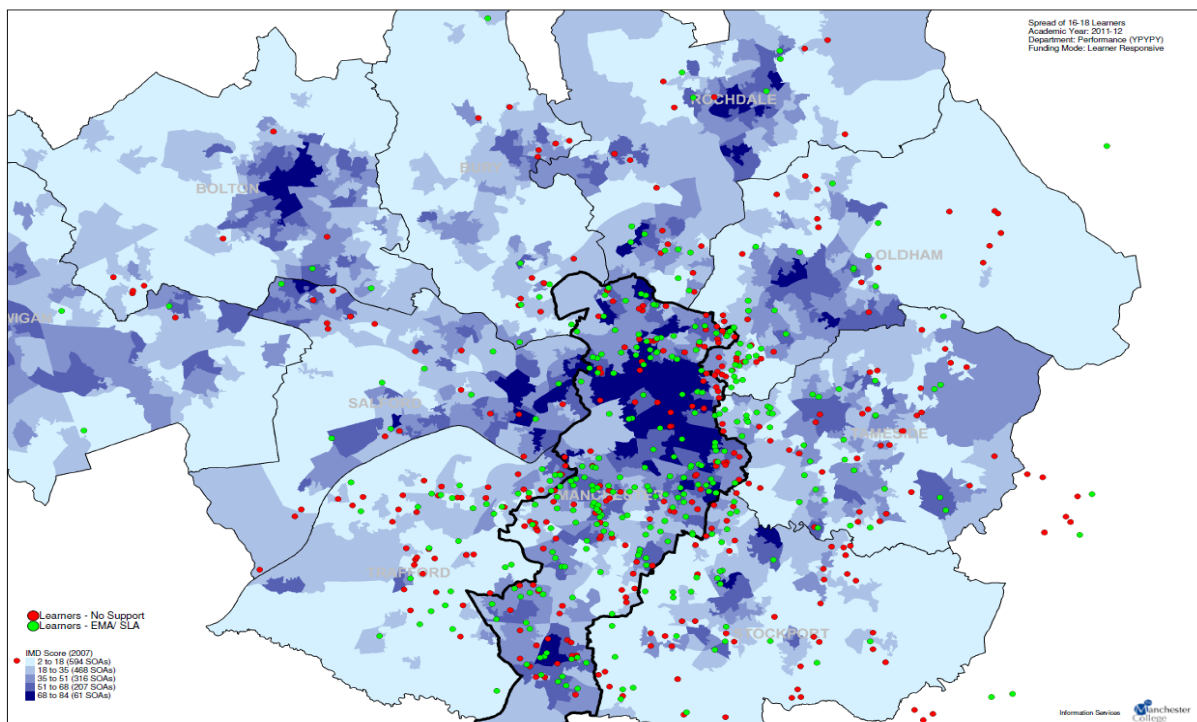 Spread of 16-18 Learners
Academic Year: 2011-12
Department: Performance (YPYPY)
Funding Mode: Learner Responsive
ROCHDALE
BURY
BOLTON
OLDHAM
WIGAN
SALFORD
TAMESIDE
MANCHESTER
TRAFFORD
STOCKPORT
Learners - No Support
Learners - EMA/ SLA
IMD Score (2007)
2 to 18 (594 SOAs)
18 to 35 (468 SOAs)
35 to 51 (316 SOAs)
51 to 68 (207 SOAs)
68 to 84 (61 SOAs)
Information Services
Manchester
College